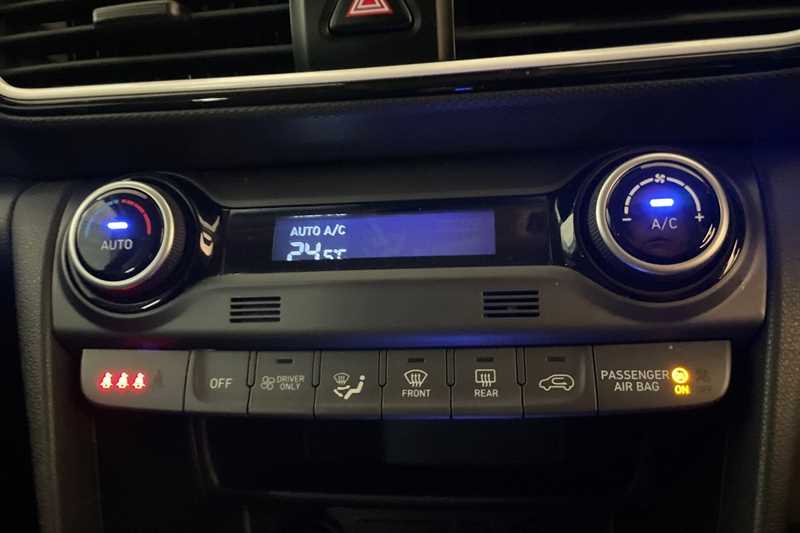 AUTO
AUTO A/C
24.5°C
- +
A/C
OFF
DRIVER
ONLY
FRONT
REAR
PASSENGER
AIR BAG
ON